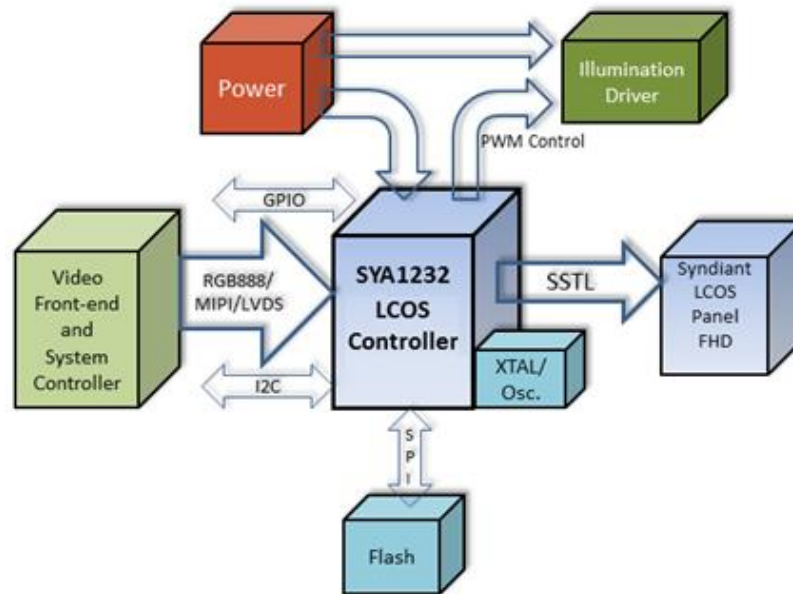 Power
Illumination
Driver
PWM Control
GPIO
Video
Front-end
and
System
Controller
RGB888/
MIPI/LVDS
SYA1232
LCOS
Controller
SSTL
Syndiant
LCOS
Panel
FHD
XTAL/
Osc.
I2C
S
P
I
Flash